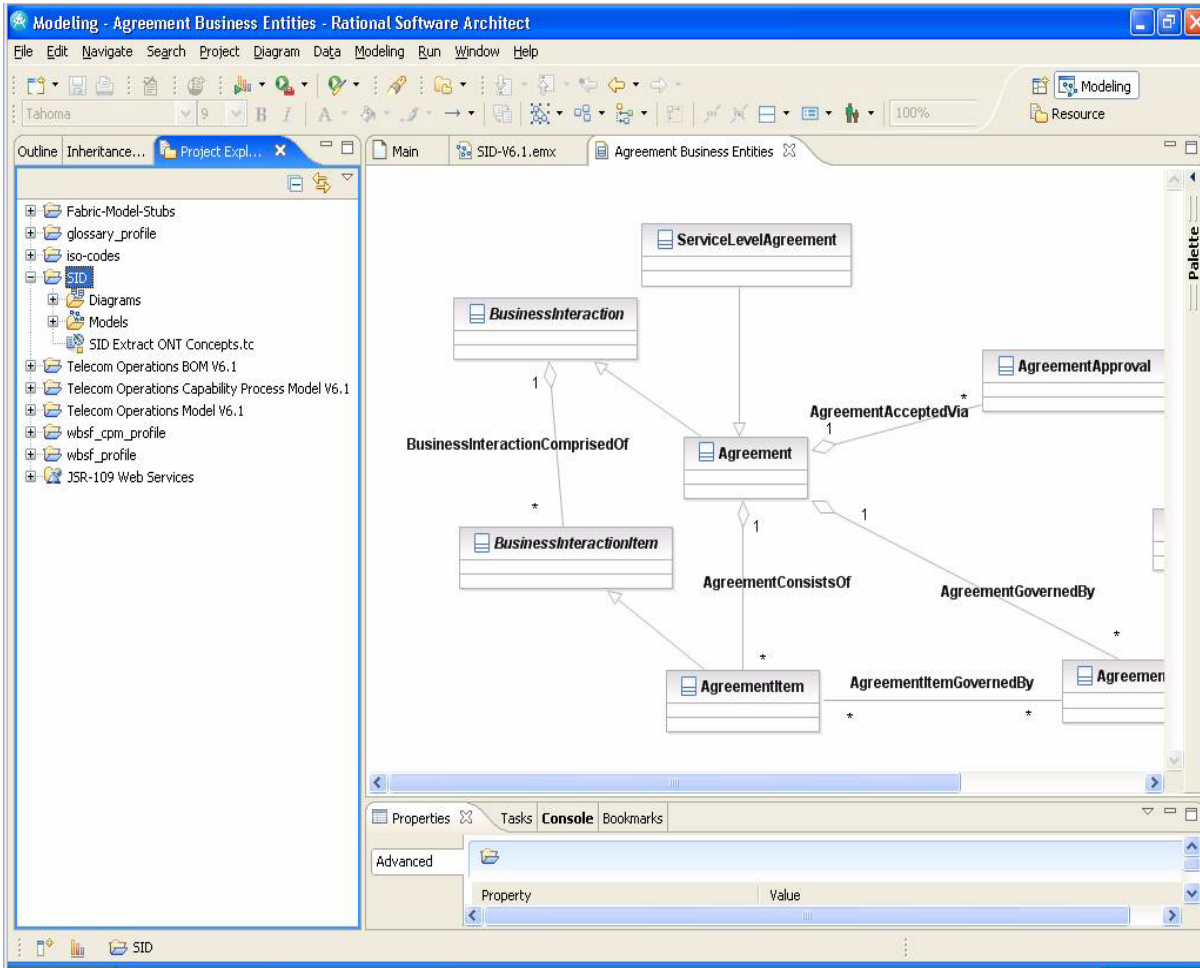 Modeling - Agreement Business Entities - Rational Software Architect
File Edit Navigate Search Project Diagram Data Modeling Run Window Help
Modeling
Tahoma 9 B I A 100% Resource
Outline Inheritance... Project Expl... Main SID-V6.1.emx Agreement Business Entities
Palette
Fabric-Model-Stubs
glossary_profile
iso-codes
SID
Diagrams
Models
SID Extract ONT Concepts.tc
Telecom Operations BOM V6.1
Telecom Operations Capability Process Model V6.1
Telecom Operations Model V6.1
wbsf_cpm_profile
wbsf_profile
JSR-109 Web Services
ServiceLevelAgreement
BusinessInteraction
AgreementApproval
1
*
AgreementAcceptedVia
1
BusinessInteractionComprisedOf
Agreement
*
1
1
BusinessInteractionItem
AgreementConsistsOf
AgreementGovernedBy
*
*
AgreementItem
AgreementItemGovernedBy
Agreemen
* *
Properties Tasks Console Bookmarks
Advanced
Property Value
SID